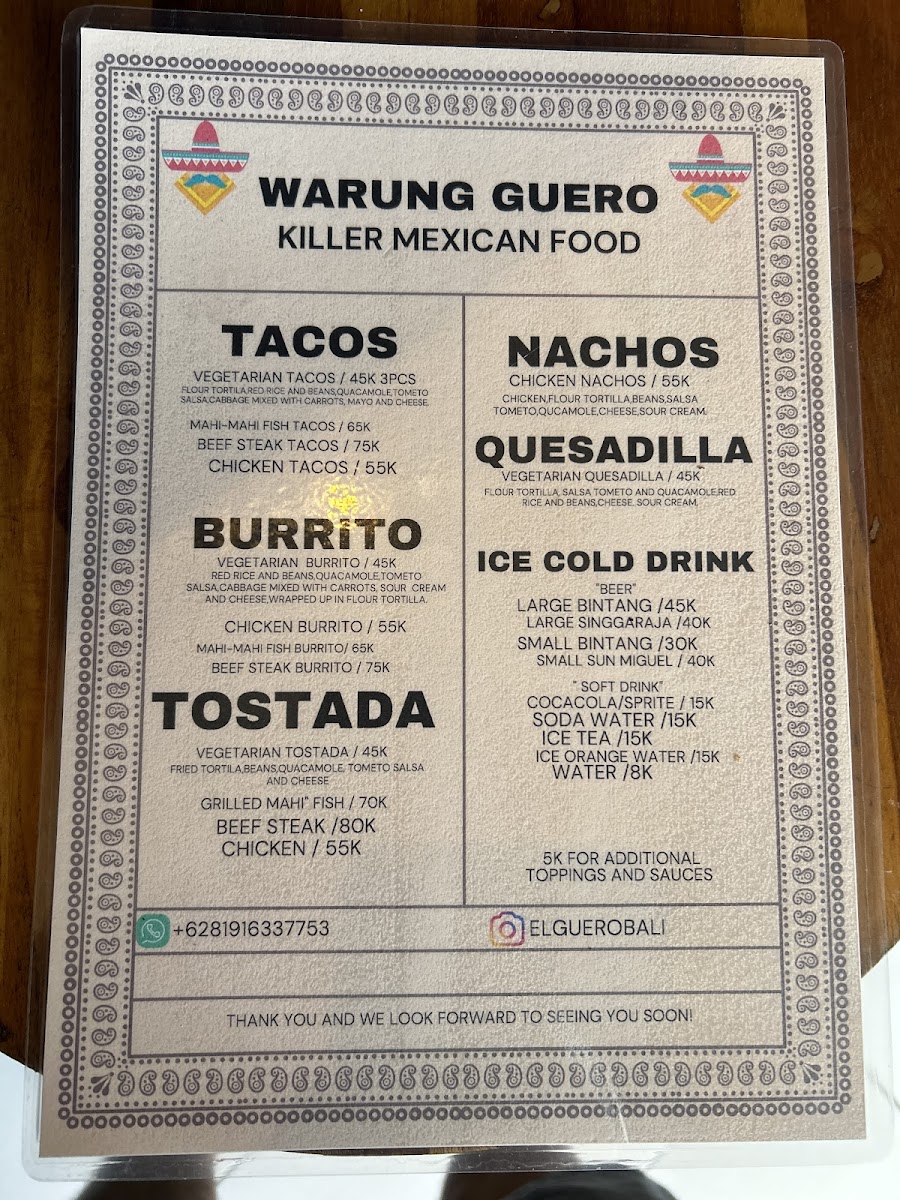 WARUNG GUERO
KILLER MEXICAN FOOD
TACOS
VEGETARIAN TACOS / 45K 3PCS
FLOUR TORTILA,RED RICE AND BEANS,QUACAMOLE,TOMETO
SALSA,CABBAGE MIXED WITH CARROTS, MAYO AND CHEESE.
MAHI-MAHI FISH TACOS / 65K
BEEF STEAK TACOS / 75K
CHICKEN TACOS / 55K
BURRITO
VEGETARIAN BURRITO / 45K
RED RICE AND BEANS,QUACAMOLE,TOMETO
SALSA,CABBAGE MIXED WITH CARROTS, SOUR CREAM
AND CHEESE,WRAPPED UP IN FLOUR TORTILLA.
CHICKEN BURRITO / 55K
MAHI-MAHI FISH BURRITO/ 65K
BEEF STEAK BURRITO / 75K
TOSTADA
VEGETARIAN TOSTADA / 45K
FRIED TORTILA,BEANS,QUACAMOLE, TOMETO SALSA
AND CHEESE
GRILLED MAHI" FISH / 70K
BEEF STEAK /80K
CHICKEN / 55K
NACHOS
CHICKEN NACHOS / 55K
CHICKEN,FLOUR TORTILLA,BEANS,SALSA
TOMETO,QUCAMOLE,CHEESE,SOUR CREAM.
QUESADILLA
VEGETARIAN QUESADILLA / 45K
FLOUR TORTILLA, SALSA TOMETO AND QUACAMOLE,RED
RICE AND BEANS,CHEESE. SOUR CREAM.
ICE COLD DRINK
"BEER"
LARGE BINTANG /45K
LARGE SINGGARAJA /40K
SMALL BINTANG /30K
SMALL SUN MIGUEL / 40K
" SOFT DRINK"
COCACOLA/SPRITE / 15K
SODA WATER /15K
ICE TEA /15K
ICE ORANGE WATER /15K
WATER /8K
5K FOR ADDITIONAL
TOPPINGS AND SAUCES
+6281916337753
ELGUEROBALI
THANK YOU AND WE LOOK FORWARD TO SEEING YOU SOON!